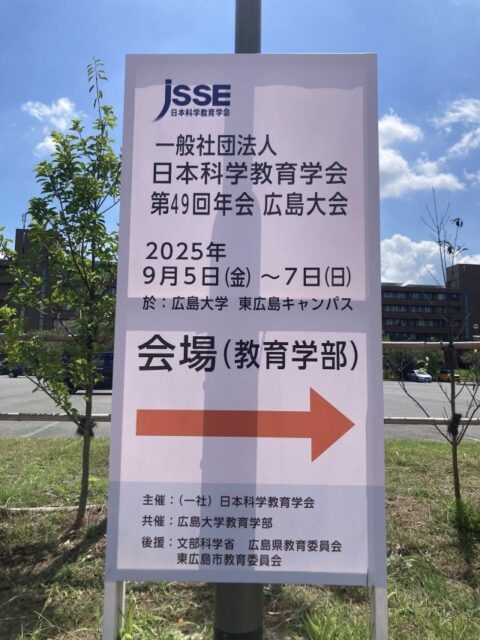 jSSE
日本科学教育学会
一般社団法人
日本科学教育学会
第49回年会 広島大会
2025年
9月5日(金) ～7日(日)
於：広島大学 東広島キャンパス
会場(教育学部)
主催：(一社) 日本科学教育学会
共催：広島大学教育学部
後援：文部科学省 広島県教育委員会
東広島市教育委員会